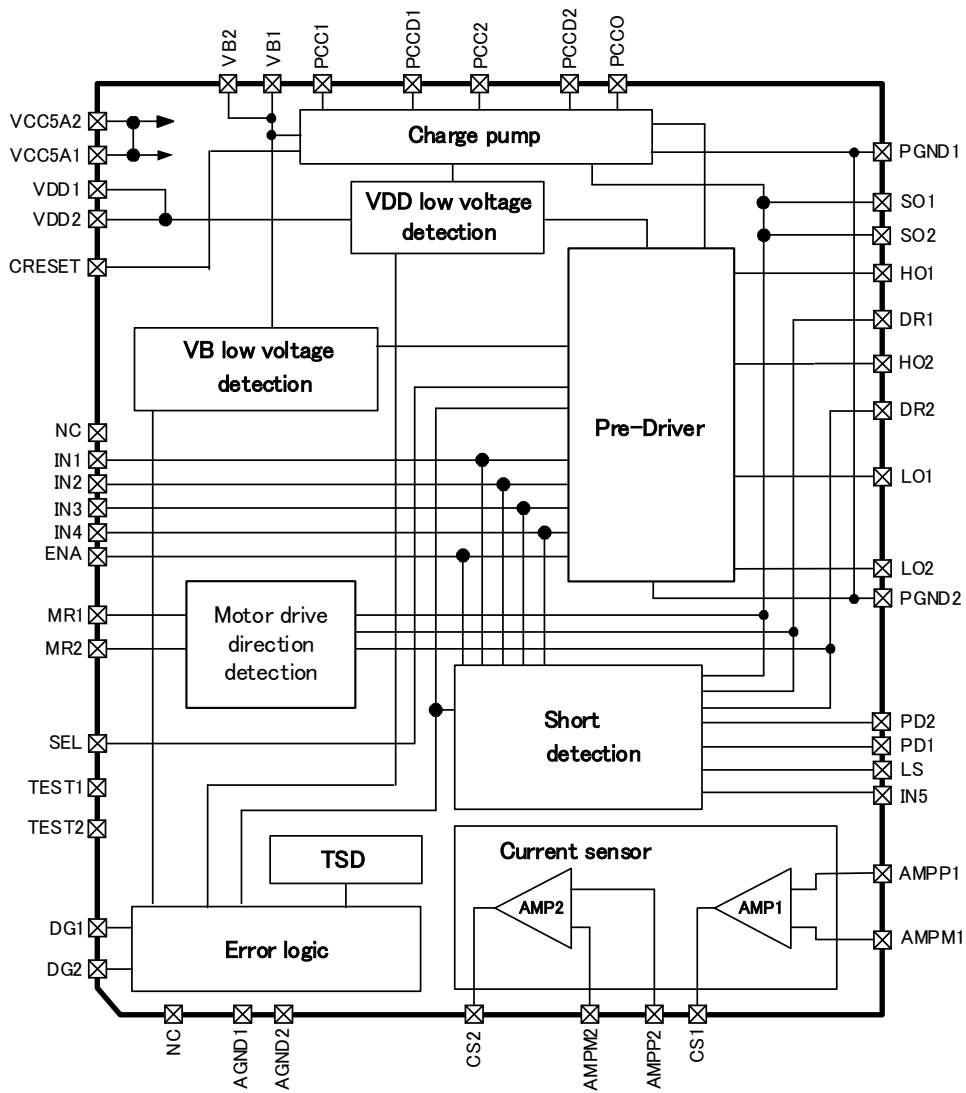 VB2
VB1
PCC1
PCCD1
PCC2
PCCD2
PCCO
VCC5A2
VCC5A1
VDD1
VDD2
CRESET
Charge pump
VDD low voltage
detection
PGND1
SO1
SO2
HO1
DR1
HO2
DR2
LO1
LO2
PGND2
VB low voltage
detection
Pre-Driver
NC
IN1
IN2
IN3
IN4
ENA
MR1
MR2
Motor drive
direction
detection
SEL
TEST1
TEST2
Short
detection
PD2
PD1
LS
IN5
TSD
Current sensor
AMP2
AMP1
AMPP1
AMPM1
DG1
DG2
Error logic
NC
AGND1
AGND2
CS2
AMPM2
AMPP2
CS1